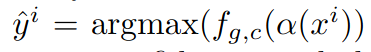 ŷ^i = argmax(f_{g,c}(α(x^i))